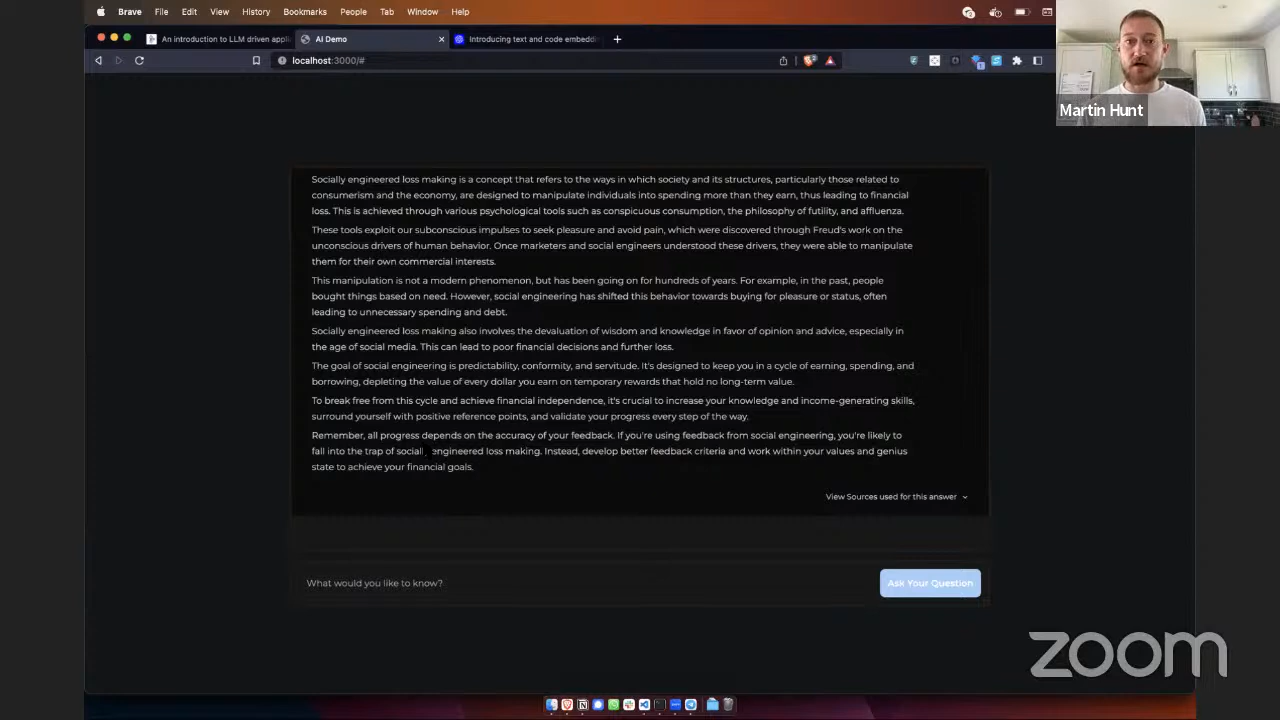 Brave File Edit View History Bookmarks People Tab Window Help
An introduction to LLM driven appli
AI Demo
Introducing text and code embeddi
localhost:3000/#
Martin Hunt
Socially engineered loss making is a concept that refers to the ways in which society and its structures, particularly those related to
consumerism and the economy, are designed to manipulate individuals into spending more than they earn, thus leading to financial
loss. This is achieved through various psychological tools such as conspicuous consumption, the philosophy of futility, and affluenza.
These tools exploit our subconscious impulses to seek pleasure and avoid pain, which were discovered through Freud's work on the
unconscious drivers of human behavior. Once marketers and social engineers understood these drivers, they were able to manipulate
them for their own commercial interests.
This manipulation is not a modern phenomenon, but has been going on for hundreds of years. For example, in the past, people
bought things based on need. However, social engineering has shifted this behavior towards buying for pleasure or status, often
leading to unnecessary spending and debt.
Socially engineered loss making also involves the devaluation of wisdom and knowledge in favor of opinion and advice, especially in
the age of social media. This can lead to poor financial decisions and further loss.
The goal of social engineering is predictability, conformity, and servitude. It's designed to keep you in a cycle of earning, spending, and
borrowing, depleting the value of every dollar you earn on temporary rewards that hold no long-term value.
To break free from this cycle and achieve financial independence, it's crucial to increase your knowledge and income-generating skills,
surround yourself with positive reference points, and validate your progress every step of the way.
Remember, all progress depends on the accuracy of your feedback. If you're using feedback from social engineering, you're likely to
fall into the trap of socially engineered loss making. Instead, develop better feedback criteria and work within your values and genius
state to achieve your financial goals.
View Sources used for this answer
What would you like to know?
Ask Your Question
zoom